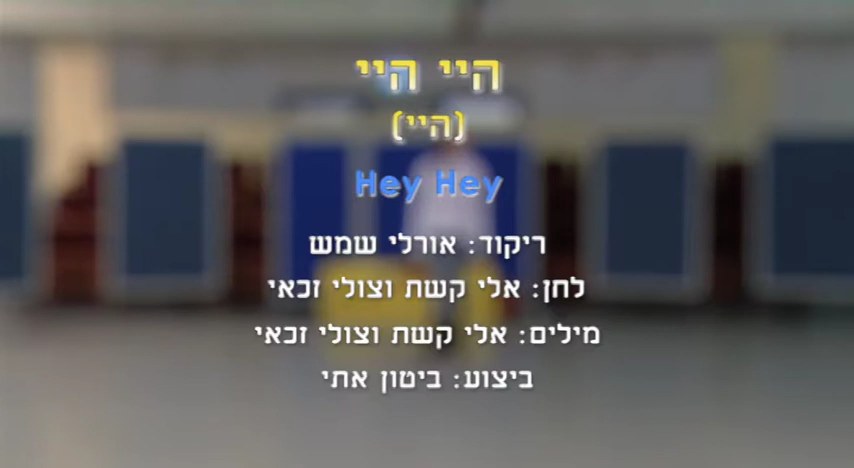 היי היי
(היי)
Hey Hey
ריקוד: אורלי שמש
לחן: אלי קשת וצולי זכאי
מילים: אלי קשת וצולי זכאי
ביצוע: ביטון אתי